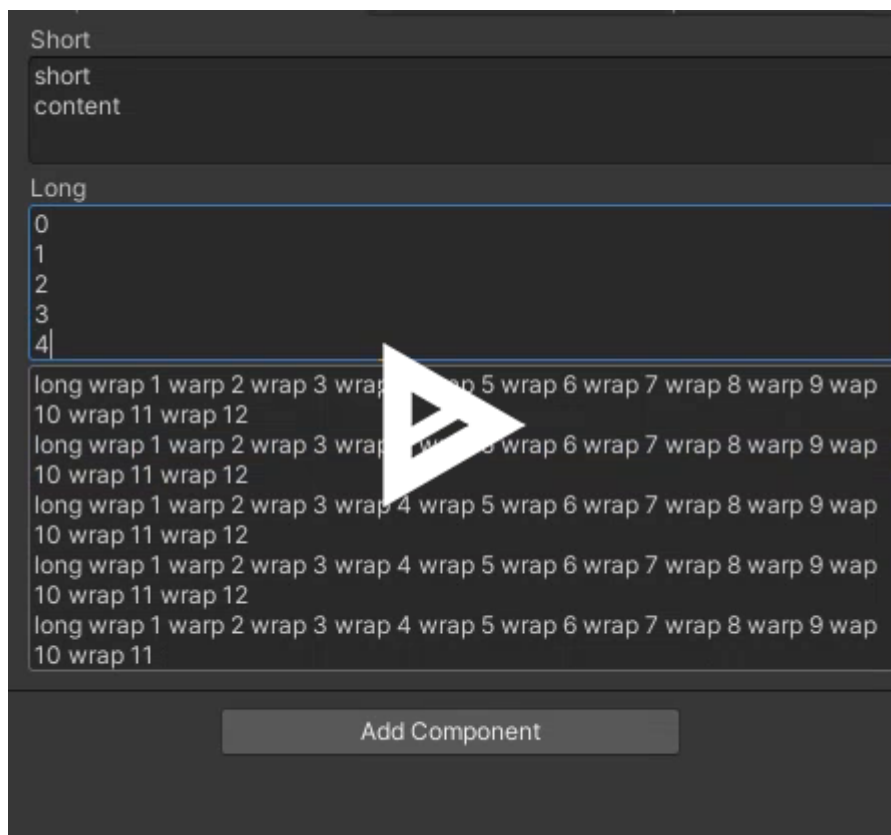 Short
short
content
Long
0
1
2
3
4
long wrap 1 warp 2 wrap 3 wrap 5 wrap 6 wrap 7 wrap 8 warp 9 wap
10 wrap 11 wrap 12
long wrap 1 warp 2 wrap 3 wrap wrap 6 wrap 7 wrap 8 warp 9 wap
10 wrap 11 wrap 12
long wrap 1 warp 2 wrap 3 wrap 4 wrap 5 wrap 6 wrap 7 wrap 8 warp 9 wap
10 wrap 11 wrap 12
long wrap 1 warp 2 wrap 3 wrap 4 wrap 5 wrap 6 wrap 7 wrap 8 warp 9 wap
10 wrap 11 wrap 12
long wrap 1 warp 2 wrap 3 wrap 4 wrap 5 wrap 6 wrap 7 wrap 8 warp 9 wap
10 wrap 11
Add Component